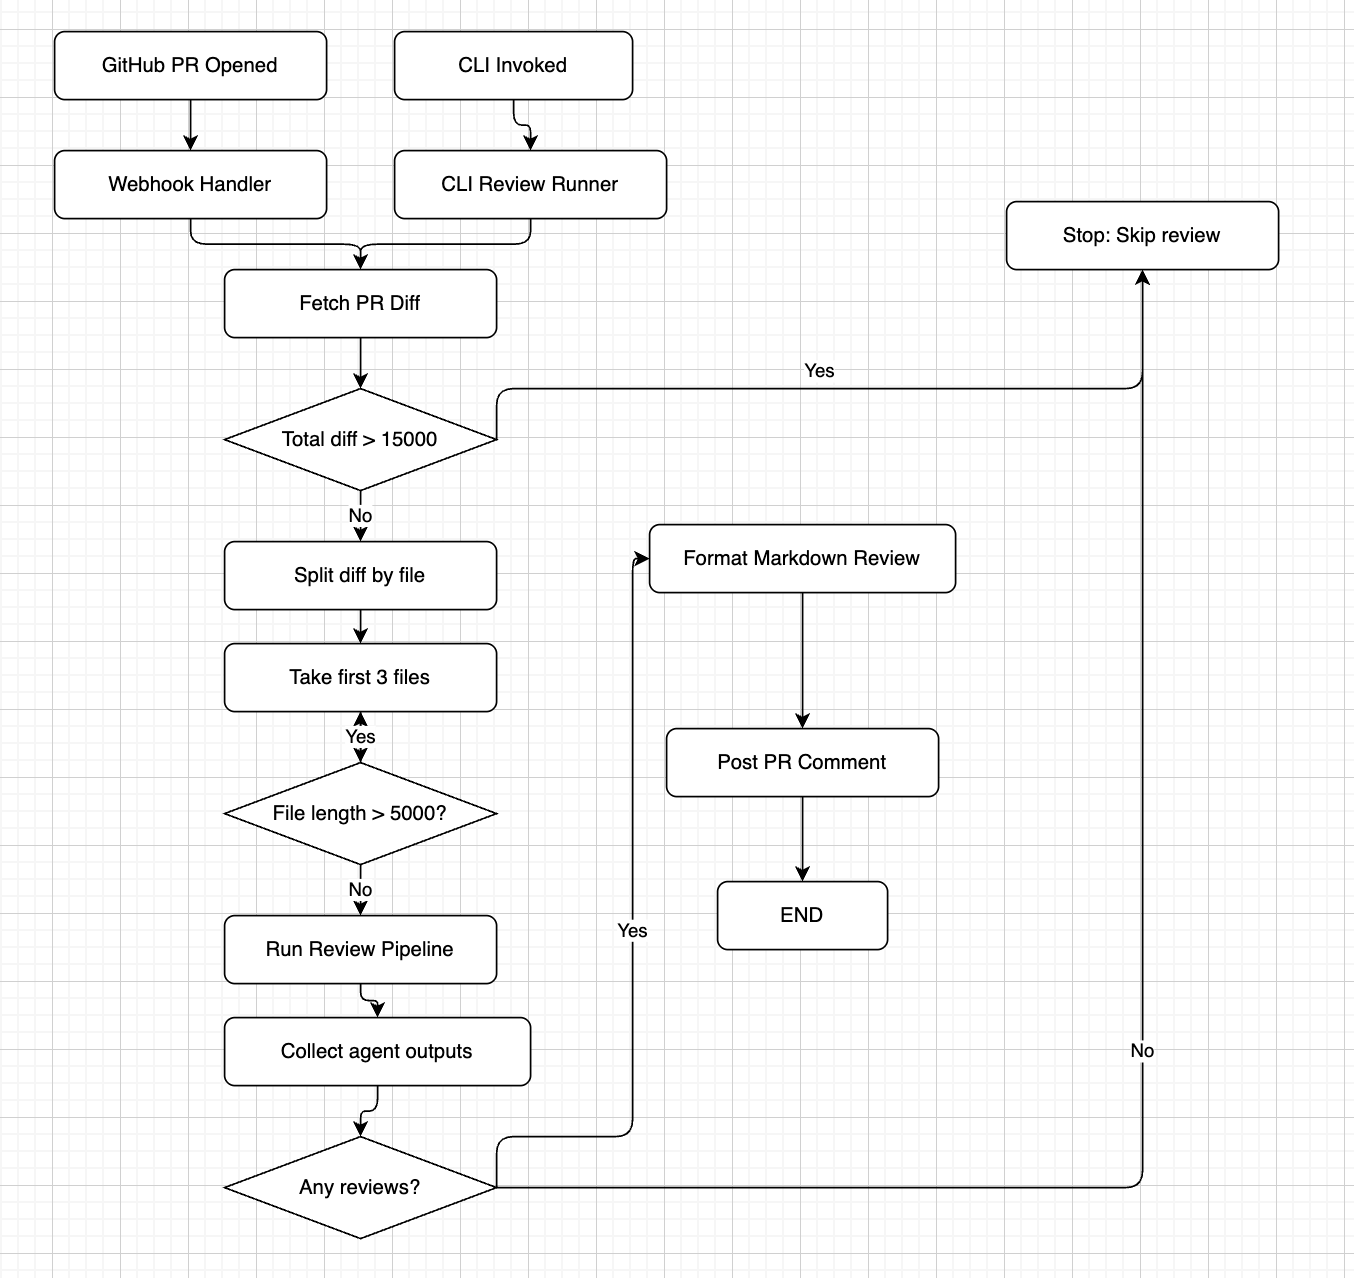 GitHub PR Opened
CLI Invoked
Webhook Handler
CLI Review Runner
Stop: Skip review
Fetch PR Diff
Yes
Total diff > 15000
No
Format Markdown Review
Split diff by file
Take first 3 files
Yes
Post PR Comment
File length > 5000?
No
END
Yes
Run Review Pipeline
Collect agent outputs
No
Any reviews?